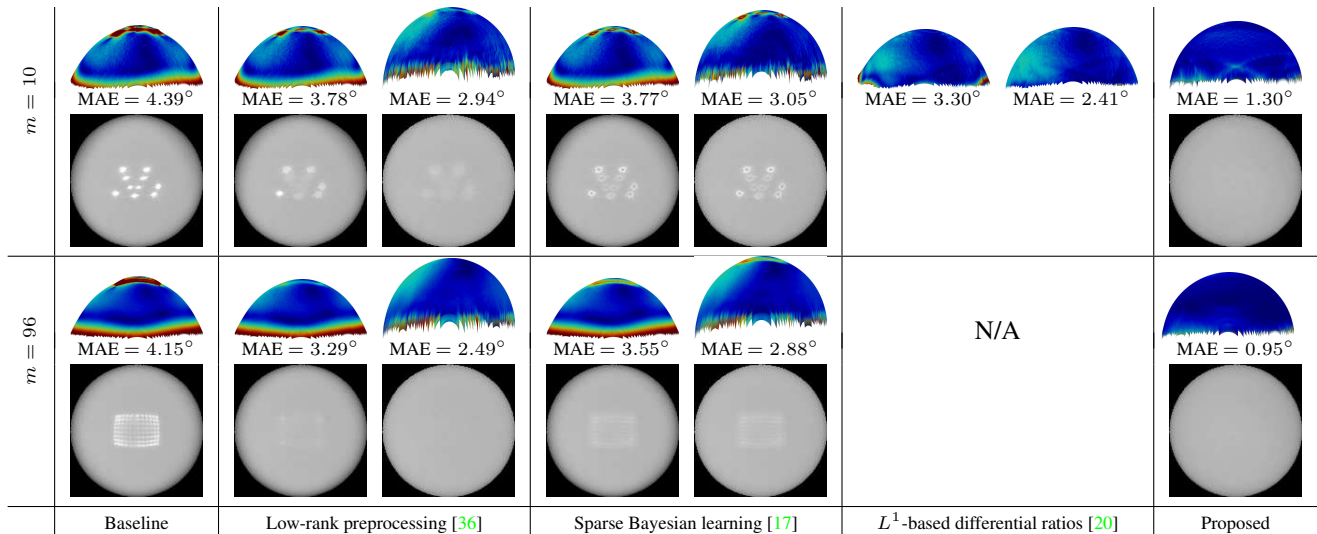 m = 10
MAE = 4.39°
MAE = 3.78°
MAE = 2.94°
MAE = 3.77°
MAE = 3.05°
MAE = 3.30°
MAE = 2.41°
MAE = 1.30°
m = 96
MAE = 4.15°
MAE = 3.29°
MAE = 2.49°
MAE = 3.55°
MAE = 2.88°
N/A
MAE = 0.95°
Baseline
Low-rank preprocessing [36]
Sparse Bayesian learning [17]
L¹-based differential ratios [20]
Proposed